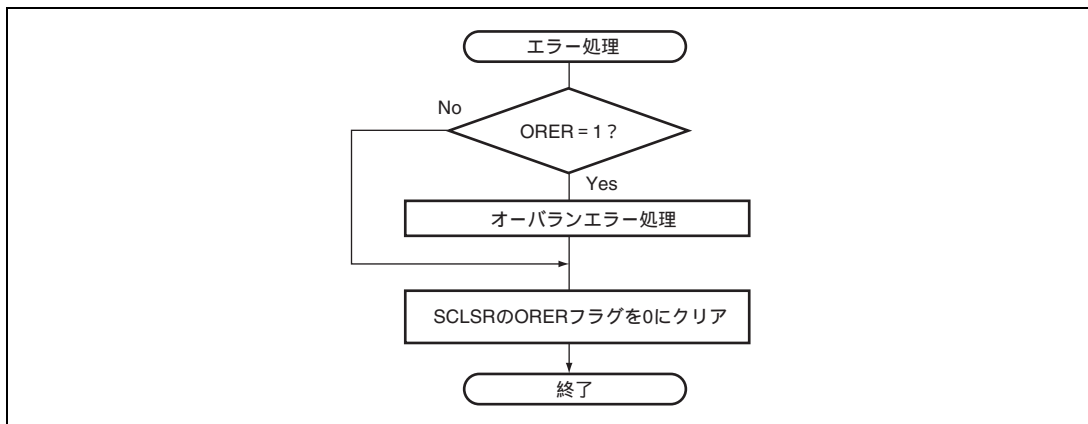 エラー処理
No
ORER = 1？
Yes
オーバランエラー処理
SCLSRのORERフラグを0にクリア
終了